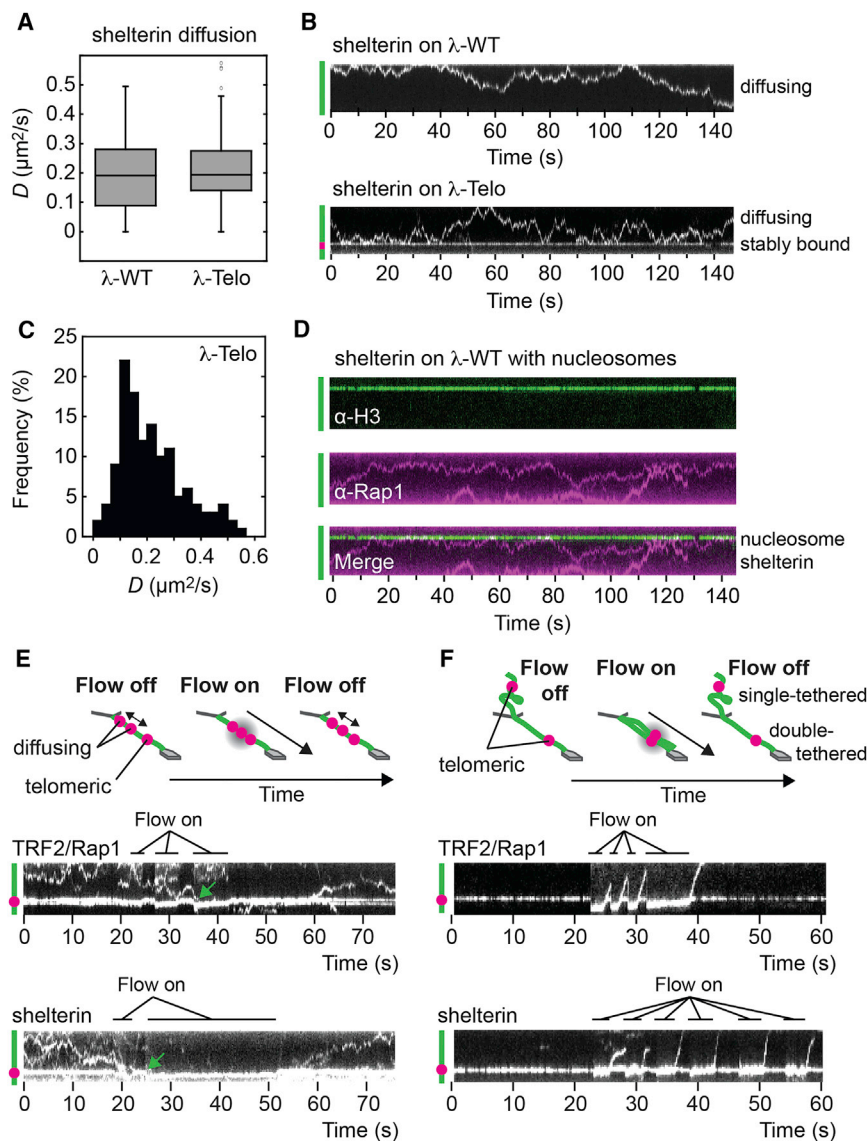 A
shelterin diffusion
D (μm²/s)
0.5
0.4
0.3
0.2
0.1
0
λ-WT
λ-Telo
B
shelterin on λ-WT
diffusing
0 20 40 60 80 100 120 140
Time (s)
shelterin on λ-Telo
diffusing
stably bound
0 20 40 60 80 100 120 140
Time (s)
C
λ-Telo
Frequency (%)
25
20
15
10
5
0
0 0.2 0.4 0.6
D (μm²/s)
D
shelterin on λ-WT with nucleosomes
α-H3
α-Rap1
Merge
nucleosome
shelterin
0 20 40 60 80 100 120 140
Time (s)
E
Flow off Flow on Flow off
diffusing
telomeric
Time
Flow on
TRF2/Rap1
0 10 20 30 40 50 60 70
Time (s)
Flow on
shelterin
0 10 20 30 40 50 60 70
Time (s)
F
Flow off
Flow on
Flow off
single-tethered
double-tethered
telomeric
Time
Flow on
TRF2/Rap1
0 10 20 30 40 50 60
Time (s)
Flow on
shelterin
0 10 20 30 40 50 60
Time (s)